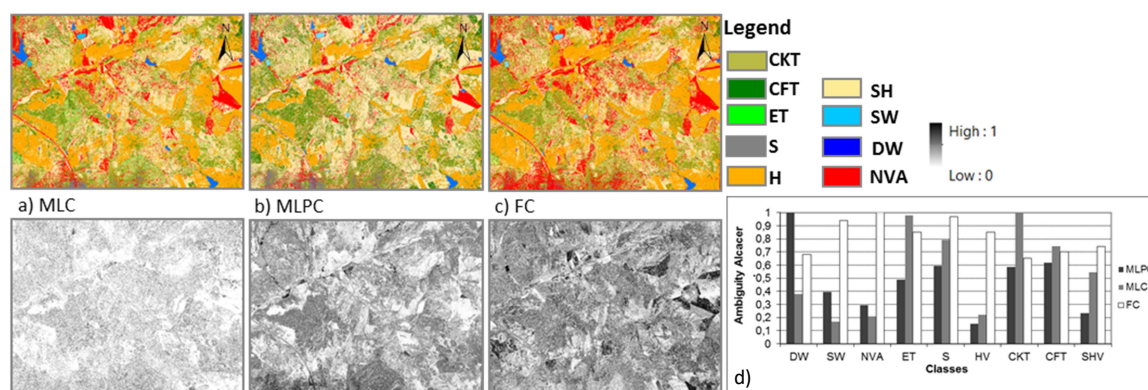 N
N
N
a) MLC
b) MLPC
c) FC
Legend
CKT
CFT
ET
S
H
SH
SW
DW
NVA
High : 1
Low : 0
Ambiguity Alcacer
1
0,9
0,8
0,7
0,6
0,5
0,4
0,3
0,2
0,1
0
DW SW NVA ET S HV CKT CFT SHV
Classes
MLPC
MLC
FC
d)